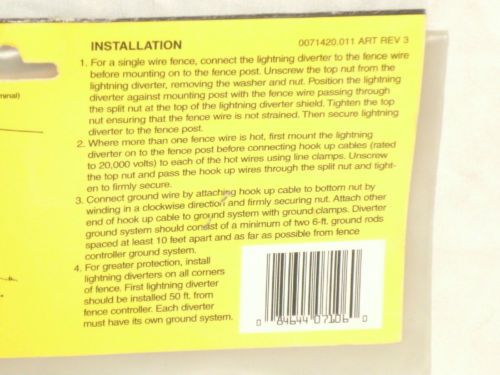 INSTALLATION 0071420.011 ART REV 3
1. For a single wire fence, connect the lightning diverter to the fence wire
before mounting on to the fence post. Unscrew the top nut from the
lightning diverter, removing the washer and nut. Position the lightning
diverter against mounting post with the fence wire passing through
the split nut at the top of the lightning diverter shield. Tighten the top
nut ensuring that the fence wire is not strained. Then secure lightning
diverter to the fence post.
2. Where more than one fence wire is hot, first mount the lightning
diverter on to the fence post before connecting hook up cables (rated
to 20,000 volts) to each of the hot wires using line clamps. Unscrew
the top nut and pass the hook up wires through the split nut and tight-
en to firmly secure.
3. Connect ground wire by attaching hook up cable to bottom nut by
winding in a clockwise direction and firmly securing nut. Attach other
end of hook up cable to ground system with ground clamps. Diverter
ground system should consist of a minimum of two 6-ft. ground rods
spaced at least 10 feet apart and as far as possible from fence
controller ground system.
4. For greater protection, install
lightning diverters on all corners
of fence. First lightning diverter
should be installed 50 ft. from
fence controller. Each diverter
must have its own ground system.
minal)
0 84644 07106 0